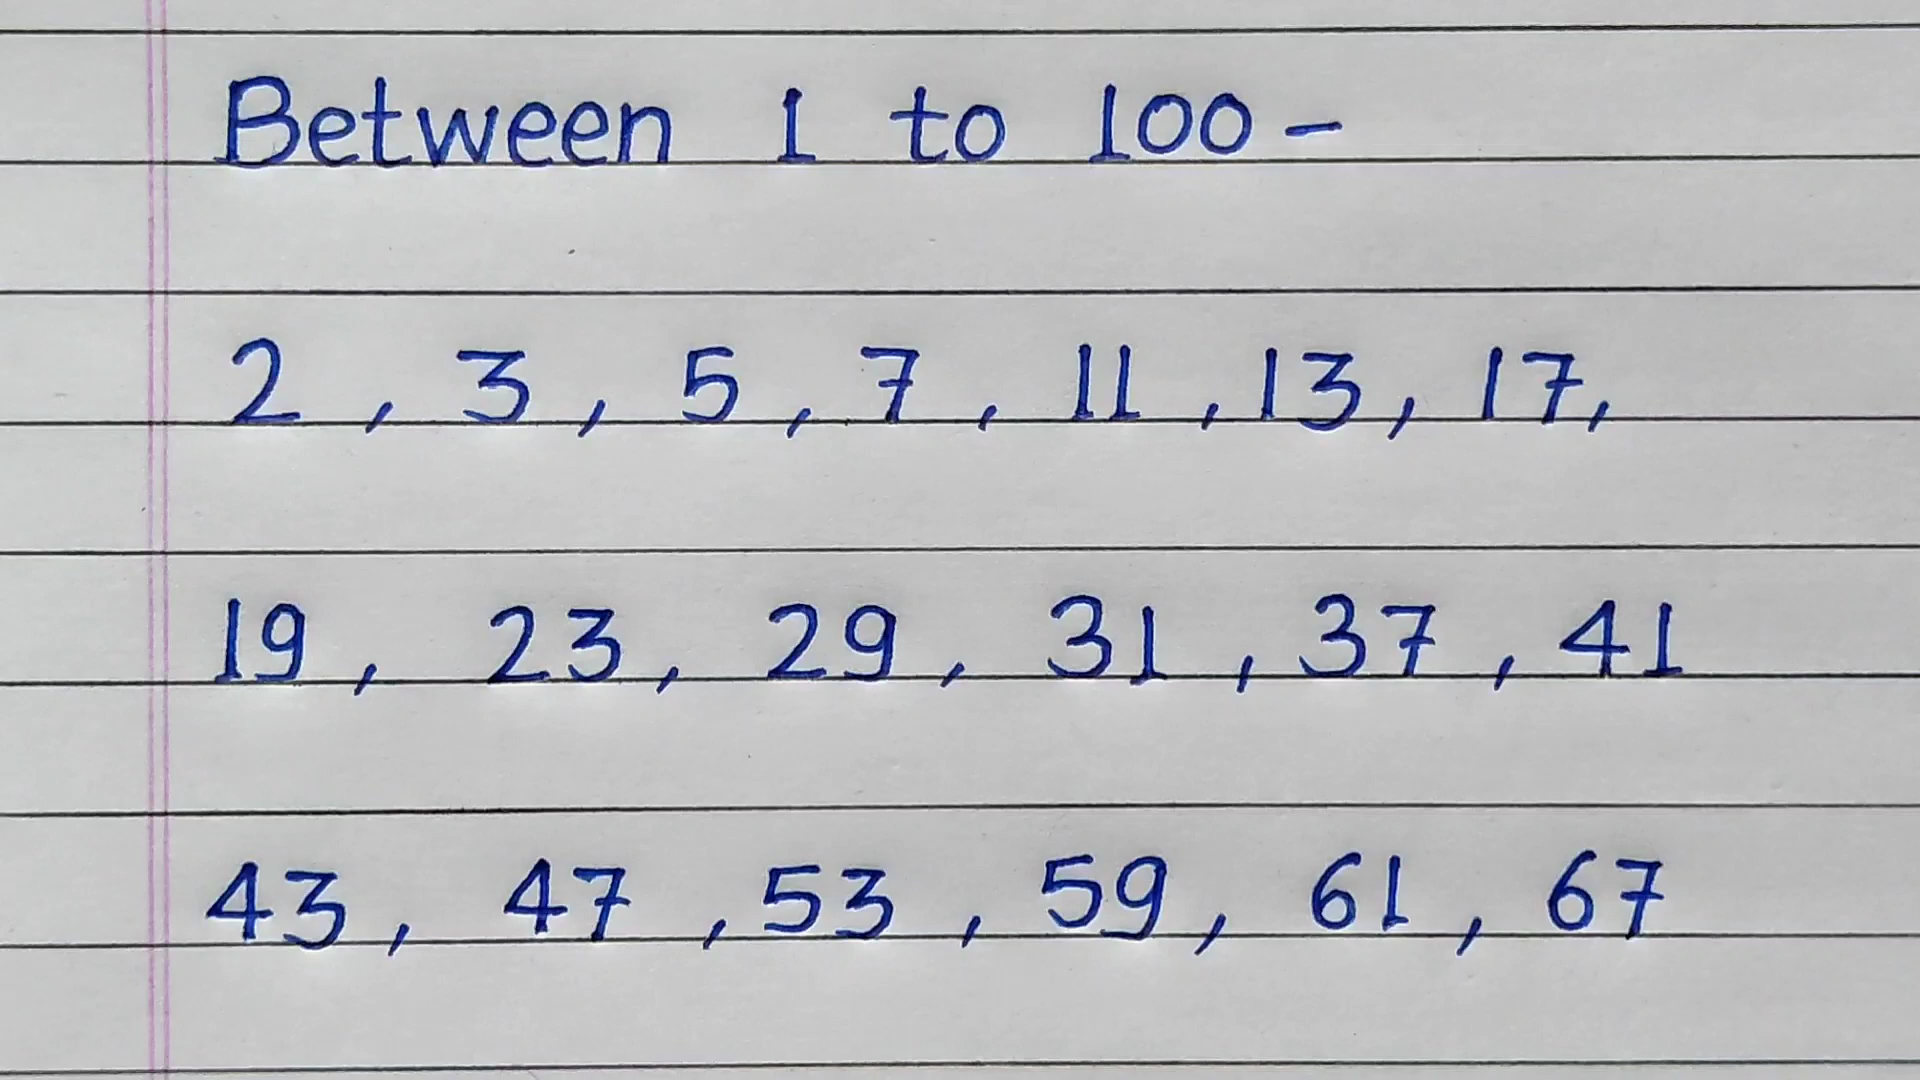 Between 1 to 100 -
2, 3, 5, 7, 11, 13, 17,
19, 23, 29, 31, 37, 41
43, 47, 53, 59, 61, 67